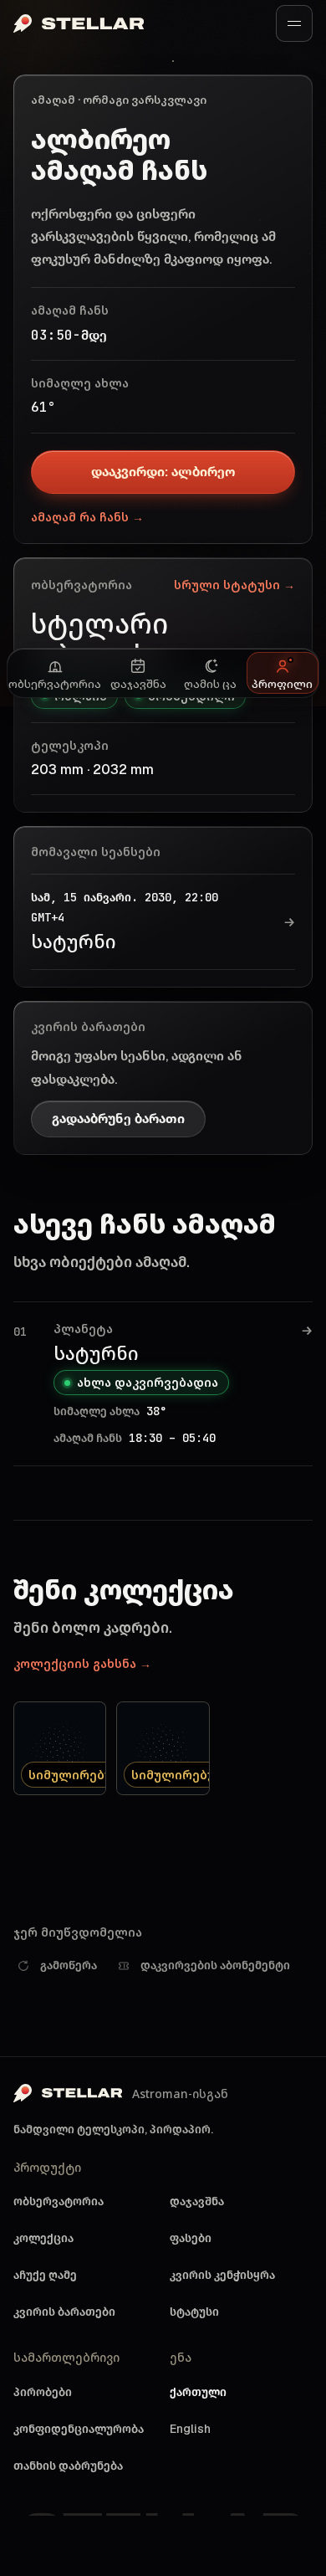 STELLAR
ამაღამ · ორმაგი ვარსკვლავი
ალბირეო
ამაღამ ჩანს
ოქროსფერი და ცისფერი
ვარსკვლავების წყვილი, რომელიც ამ
ფოკუსურ მანძილზე მკაფიოდ იყოფა.
ამაღამ ჩანს
03:50-მდე
სიმაღლე ახლა
61°
დააკვირდი: ალბირეო
ამაღამ რა ჩანს →
ობსერვატორია
სრული სტატუსი →
სტელარი
ობსერვატორია
დაჯავშნა
ღამის ცა
პროფილი
ტელესკოპი
203 mm · 2032 mm
მომავალი სეანსები
სამ, 15 იანვარი. 2030, 22:00
GMT+4
სატურნი
→
კვირის ბარათები
მოიგე უფასო სეანსი, ადგილი ან
ფასდაკლება.
გადააბრუნე ბარათი
ასევე ჩანს ამაღამ
სხვა ობიექტები ამაღამ.
01
პლანეტა
→
სატურნი
ახლა დაკვირვებადია
სიმაღლე ახლა 38°
ამაღამ ჩანს 18:30 – 05:40
შენი კოლექცია
შენი ბოლო კადრები.
კოლექციის გახსნა →
ჯერ მიუწვდომელია
გამოწერა
დაკვირვების აბონემენტი
STELLAR Astroman-ისგან
ნამდვილი ტელესკოპი, პირდაპირ.
პროდუქტი
ობსერვატორია
დაჯავშნა
კოლექცია
ფასები
აჩუქე ღამე
კვირის კენჭისყრა
კვირის ბარათები
სტატუსი
სამართლებრივი
ენა
პირობები
ქართული
კონფიდენციალურობა
English
თანხის დაბრუნება